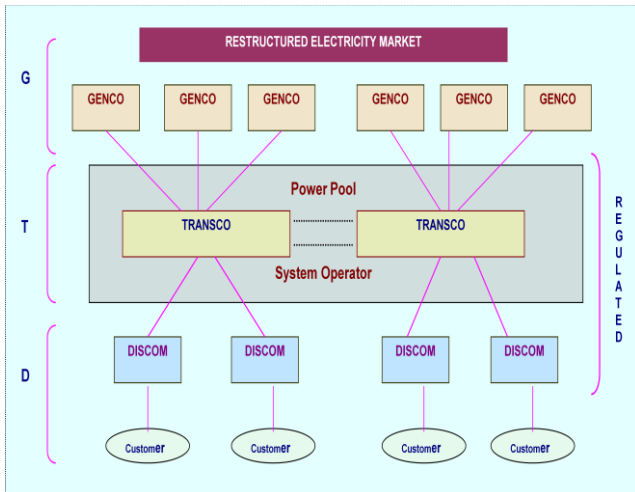 RESTRUCTURED ELECTRICITY MARKET
G
GENCO
GENCO
GENCO
GENCO
GENCO
GENCO
T
Power Pool
TRANSCO
TRANSCO
System Operator
REGULATED
D
DISCOM
DISCOM
DISCOM
DISCOM
Customer
Customer
Customer
Customer